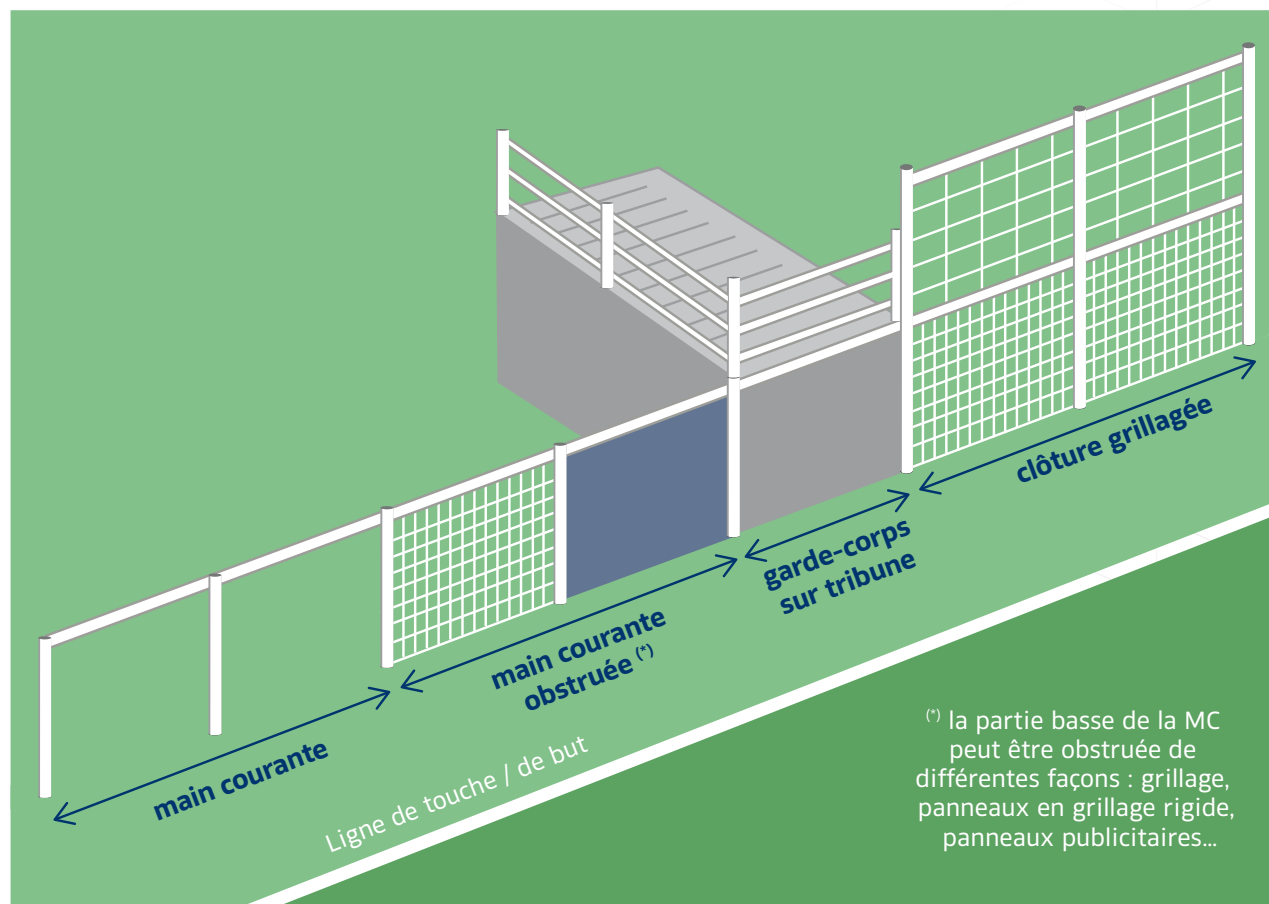 main courante
main courante
obstruée (*)
garde-corps
sur tribune
clôture grillagée
Ligne de touche / de but
(*) la partie basse de la MC
peut être obstruée de
différentes façons : grillage,
panneaux en grillage rigide,
panneaux publicitaires...